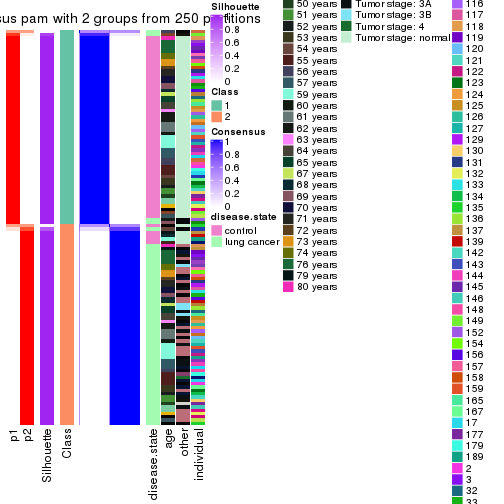 sus pam with 2 groups from 250 partitions
p1
p2
Silhouette
Class
disease.state
age
other
individual
Silhouette
1
0.8
0.6
0.4
0.2
0
Class
1
2
Consensus
1
0.8
0.6
0.4
0.2
0
disease.state
control
lung cancer
50 years
51 years
52 years
53 years
54 years
55 years
56 years
57 years
59 years
60 years
61 years
62 years
63 years
64 years
65 years
67 years
68 years
69 years
70 years
71 years
72 years
73 years
74 years
76 years
79 years
80 years
Tumor stage: 3A
Tumor stage: 3B
Tumor stage: 4
Tumor stage: normal
116
117
118
119
120
121
122
123
124
125
126
127
129
130
131
132
133
134
135
136
137
139
142
143
144
145
146
148
149
152
154
156
157
158
159
165
167
17
177
179
189
2
3
32
33